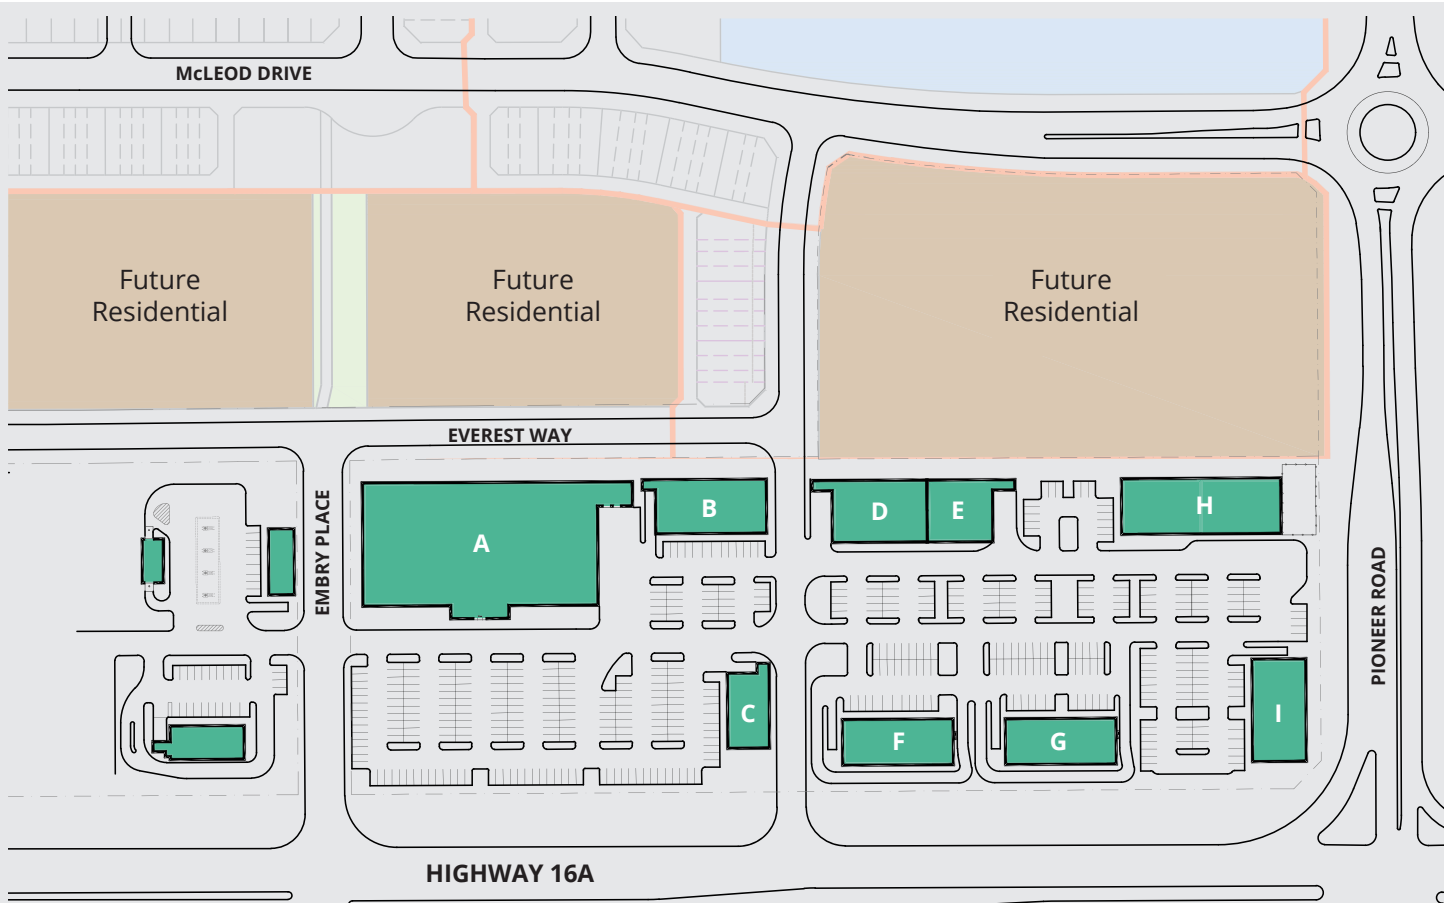 McLEOD DRIVE
Future
Residential
Future
Residential
Future
Residential
EVEREST WAY
EMBRY PLACE
A
B
C
D
E
F
G
H
I
PIONEER ROAD
HIGHWAY 16A